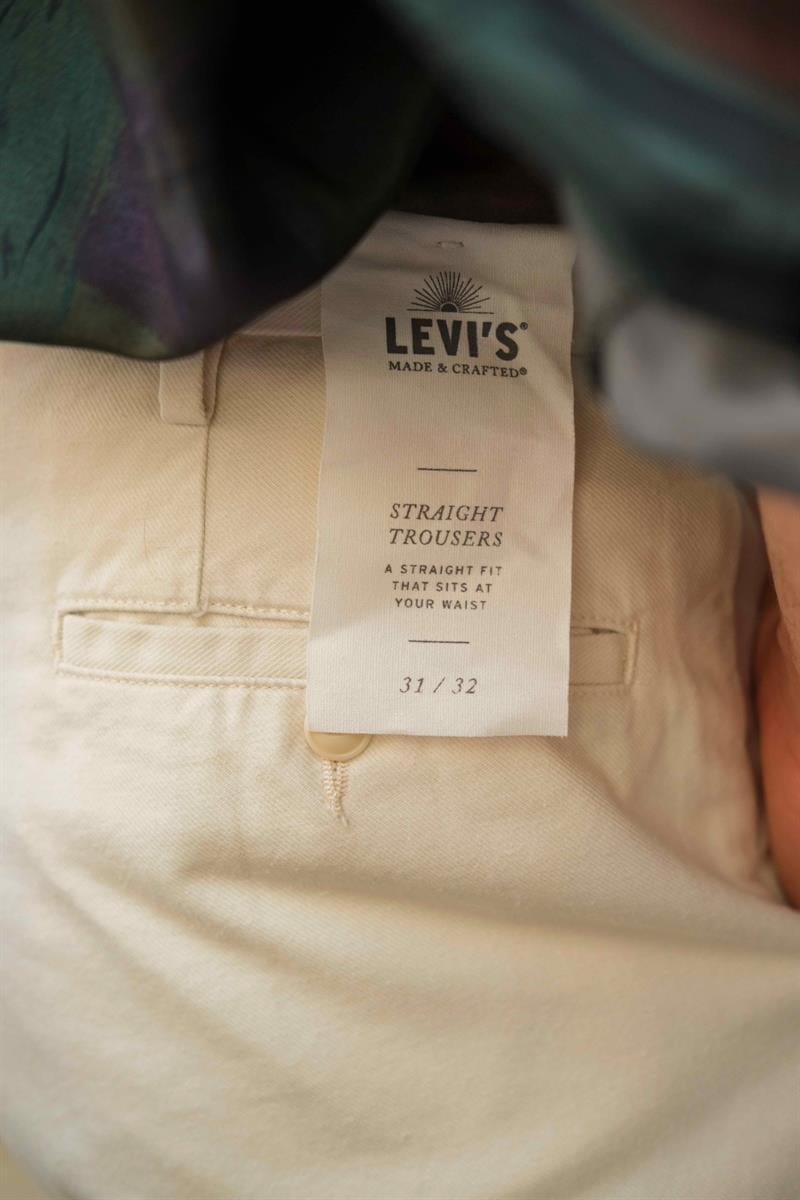 LEVI'S®
MADE & CRAFTED®
STRAIGHT
TROUSERS
A STRAIGHT FIT
THAT SITS AT
YOUR WAIST
31 / 32